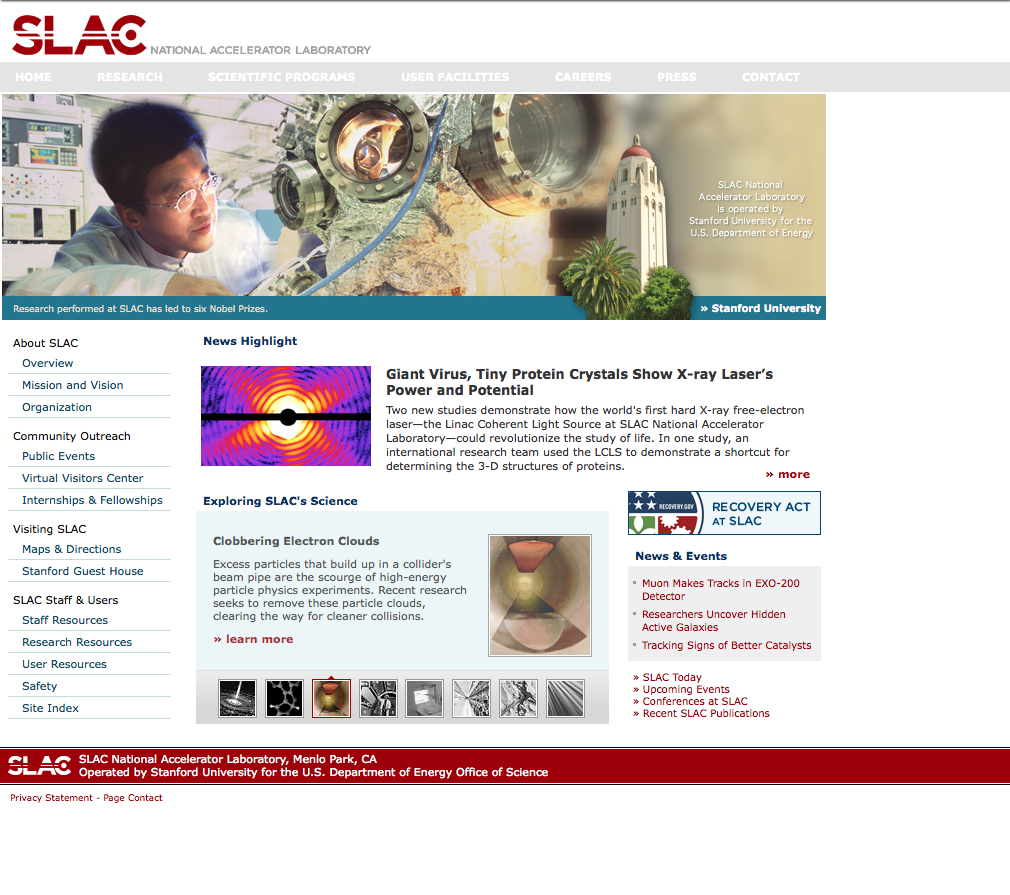 SLAC NATIONAL ACCELERATOR LABORATORY
HOME RESEARCH SCIENTIFIC PROGRAMS USER FACILITIES CAREERS PRESS CONTACT
SLAC National
Accelerator Laboratory
is operated by
Stanford University for the
U.S. Department of Energy
Research performed at SLAC has led to six Nobel Prizes.
» Stanford University
About SLAC
Overview
Mission and Vision
Organization
Community Outreach
Public Events
Virtual Visitors Center
Internships & Fellowships
Visiting SLAC
Maps & Directions
Stanford Guest House
SLAC Staff & Users
Staff Resources
Research Resources
User Resources
Safety
Site Index
News Highlight
Giant Virus, Tiny Protein Crystals Show X-ray Laser’s
Power and Potential
Two new studies demonstrate how the world's first hard X-ray free-electron
laser—the Linac Coherent Light Source at SLAC National Accelerator
Laboratory—could revolutionize the study of life. In one study, an
international research team used the LCLS to demonstrate a shortcut for
determining the 3-D structures of proteins.
» more
Exploring SLAC's Science
Clobbering Electron Clouds
Excess particles that build up in a collider's
beam pipe are the scourge of high-energy
particle physics experiments. Recent research
seeks to remove these particle clouds,
clearing the way for cleaner collisions.
» learn more
RECOVERY.GOV
RECOVERY ACT
AT SLAC
News & Events
Muon Makes Tracks in EXO-200
Detector
Researchers Uncover Hidden
Active Galaxies
Tracking Signs of Better Catalysts
» SLAC Today
» Upcoming Events
» Conferences at SLAC
» Recent SLAC Publications
SLAC
SLAC National Accelerator Laboratory, Menlo Park, CA
Operated by Stanford University for the U.S. Department of Energy Office of Science
Privacy Statement - Page Contact